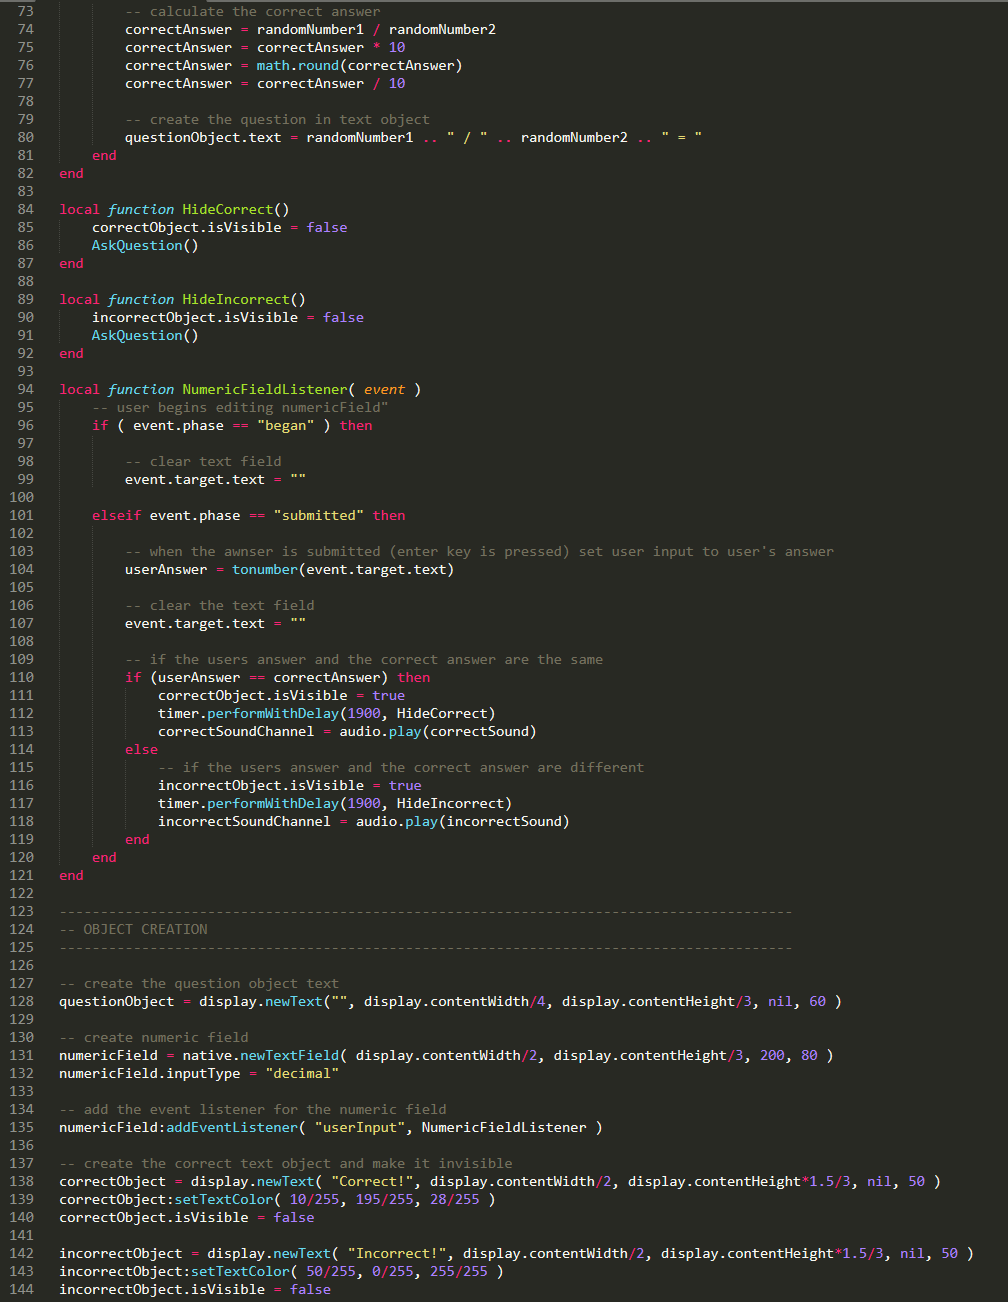 73 -- calculate the correct answer
74 correctAnswer = randomNumber1 / randomNumber2
75 correctAnswer = correctAnswer * 10
76 correctAnswer = math.round(correctAnswer)
77 correctAnswer = correctAnswer / 10
78
79 -- create the question in text object
80 questionObject.text = randomNumber1 .. " / " .. randomNumber2 .. " = "
81 end
82 end
83
84 local function HideCorrect()
85 correctObject.isVisible = false
86 AskQuestion()
87 end
88
89 local function HideIncorrect()
90 incorrectObject.isVisible = false
91 AskQuestion()
92 end
93
94 local function NumericFieldListener( event )
95 -- user begins editing numericField"
96 if ( event.phase == "began" ) then
97
98 -- clear text field
99 event.target.text = ""
100
101 elseif event.phase == "submitted" then
102
103 -- when the awnser is submitted (enter key is pressed) set user input to user's answer
104 userAnswer = tonumber(event.target.text)
105
106 -- clear the text field
107 event.target.text = ""
108
109 -- if the users answer and the correct answer are the same
110 if (userAnswer == correctAnswer) then
111 correctObject.isVisible = true
112 timer.performWithDelay(1900, HideCorrect)
113 correctSoundChannel = audio.play(correctSound)
114 else
115 -- if the users answer and the correct answer are different
116 incorrectObject.isVisible = true
117 timer.performWithDelay(1900, HideIncorrect)
118 incorrectSoundChannel = audio.play(incorrectSound)
119 end
120 end
121 end
122
123 -----------------------------------------------------------------------------------------
124 -- OBJECT CREATION
125 -----------------------------------------------------------------------------------------
126
127 -- create the question object text
128 questionObject = display.newText("", display.contentWidth/4, display.contentHeight/3, nil, 60 )
129
130 -- create numeric field
131 numericField = native.newTextField( display.contentWidth/2, display.contentHeight/3, 200, 80 )
132 numericField.inputType = "decimal"
133
134 -- add the event listener for the numeric field
135 numericField:addEventListener( "userInput", NumericFieldListener )
136
137 -- create the correct text object and make it invisible
138 correctObject = display.newText( "Correct!", display.contentWidth/2, display.contentHeight*1.5/3, nil, 50 )
139 correctObject:setTextColor( 10/255, 195/255, 28/255 )
140 correctObject.isVisible = false
141
142 incorrectObject = display.newText( "Incorrect!", display.contentWidth/2, display.contentHeight*1.5/3, nil, 50 )
143 incorrectObject:setTextColor( 50/255, 0/255, 255/255 )
144 incorrectObject.isVisible = false